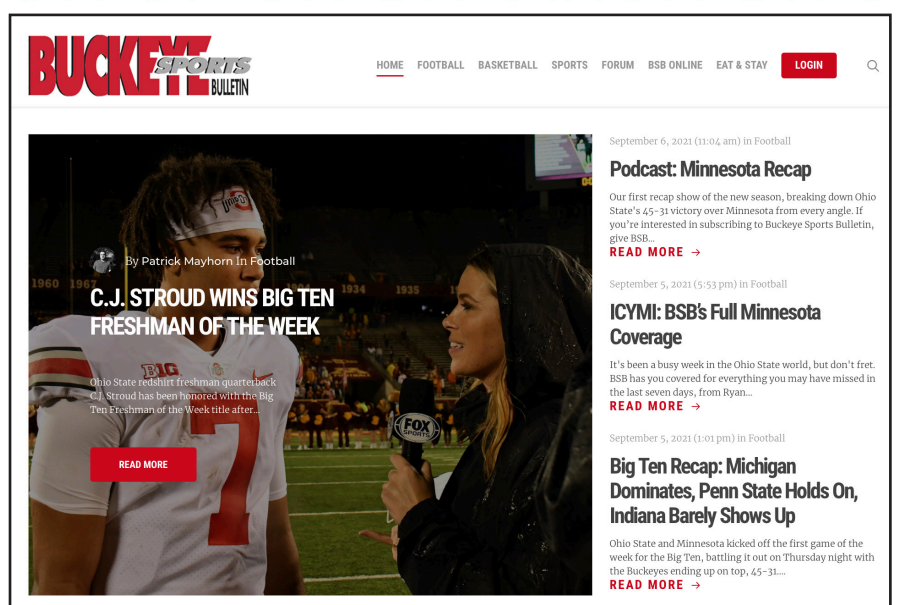 BUCKEYE
SPORTS
BULLETIN
HOME FOOTBALL BASKETBALL SPORTS FORUM BSB ONLINE EAT & STAY LOGIN
1960 1967 1934 1935
OHIO STATE
By Patrick Mayhorn In Football
C.J. STROUD WINS BIG TEN
FRESHMAN OF THE WEEK
B1G
Ohio State redshirt freshman quarterback
C.J. Stroud has been honored with the Big
Ten Freshman of the Week title after...
7
FOX
SPORTS
READ MORE
September 6, 2021 (11:04 am) in Football
Podcast: Minnesota Recap
Our first recap show of the new season, breaking down Ohio
State's 45-31 victory over Minnesota from every angle. If
you're interested in subscribing to Buckeye Sports Bulletin,
give BSB...
READ MORE →
September 5, 2021 (5:53 pm) in Football
ICYMI: BSB's Full Minnesota
Coverage
It's been a busy week in the Ohio State world, but don't fret.
BSB has you covered for everything you may have missed in
the last seven days, from Ryan...
READ MORE →
September 5, 2021 (1:01 pm) in Football
Big Ten Recap: Michigan
Dominates, Penn State Holds On,
Indiana Barely Shows Up
Ohio State and Minnesota kicked off the first game of the
week for the Big Ten, battling it out on Thursday night with
the Buckeyes ending up on top, 45-31....
READ MORE →